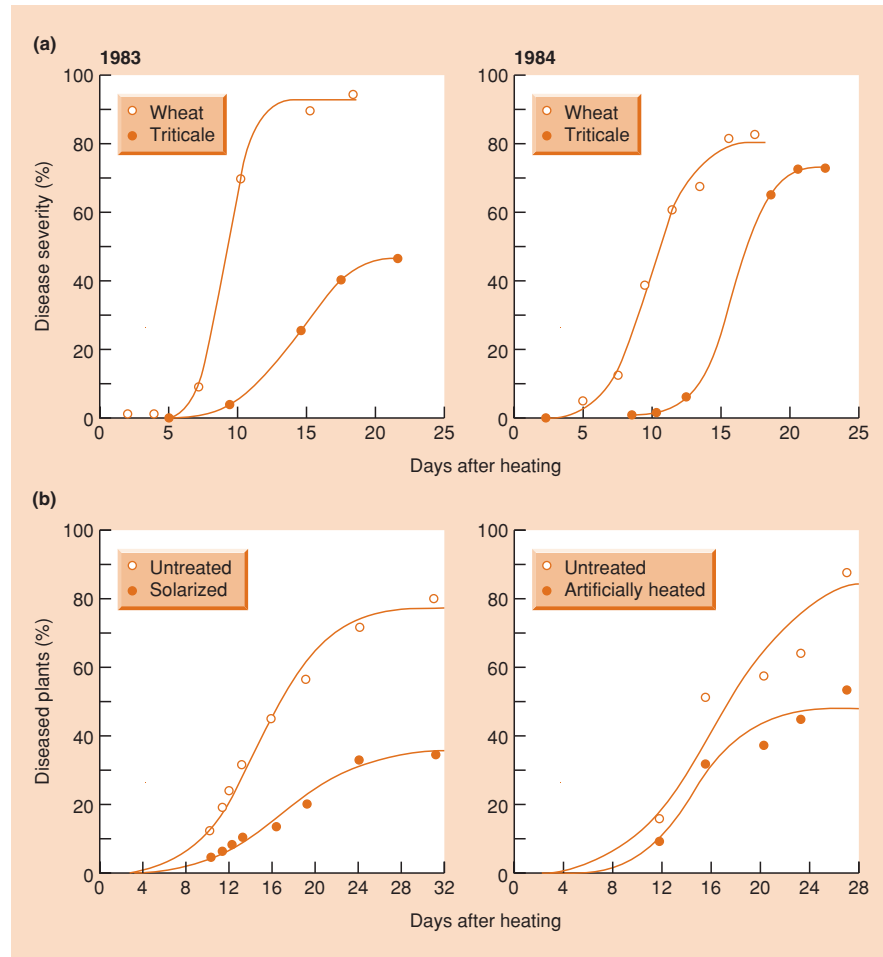 (a)
1983
1984
100
80
60
40
20
0
Disease severity (%)
Wheat
Triticale
0 5 10 15 20 25
100
80
60
40
20
0
Wheat
Triticale
0 5 10 15 20 25
Days after heating
(b)
100
80
60
40
20
0
Diseased plants (%)
Untreated
Solarized
0 4 8 12 16 20 24 28 32
100
80
60
40
20
0
Untreated
Artificially heated
0 4 8 12 16 20 24 28
Days after heating